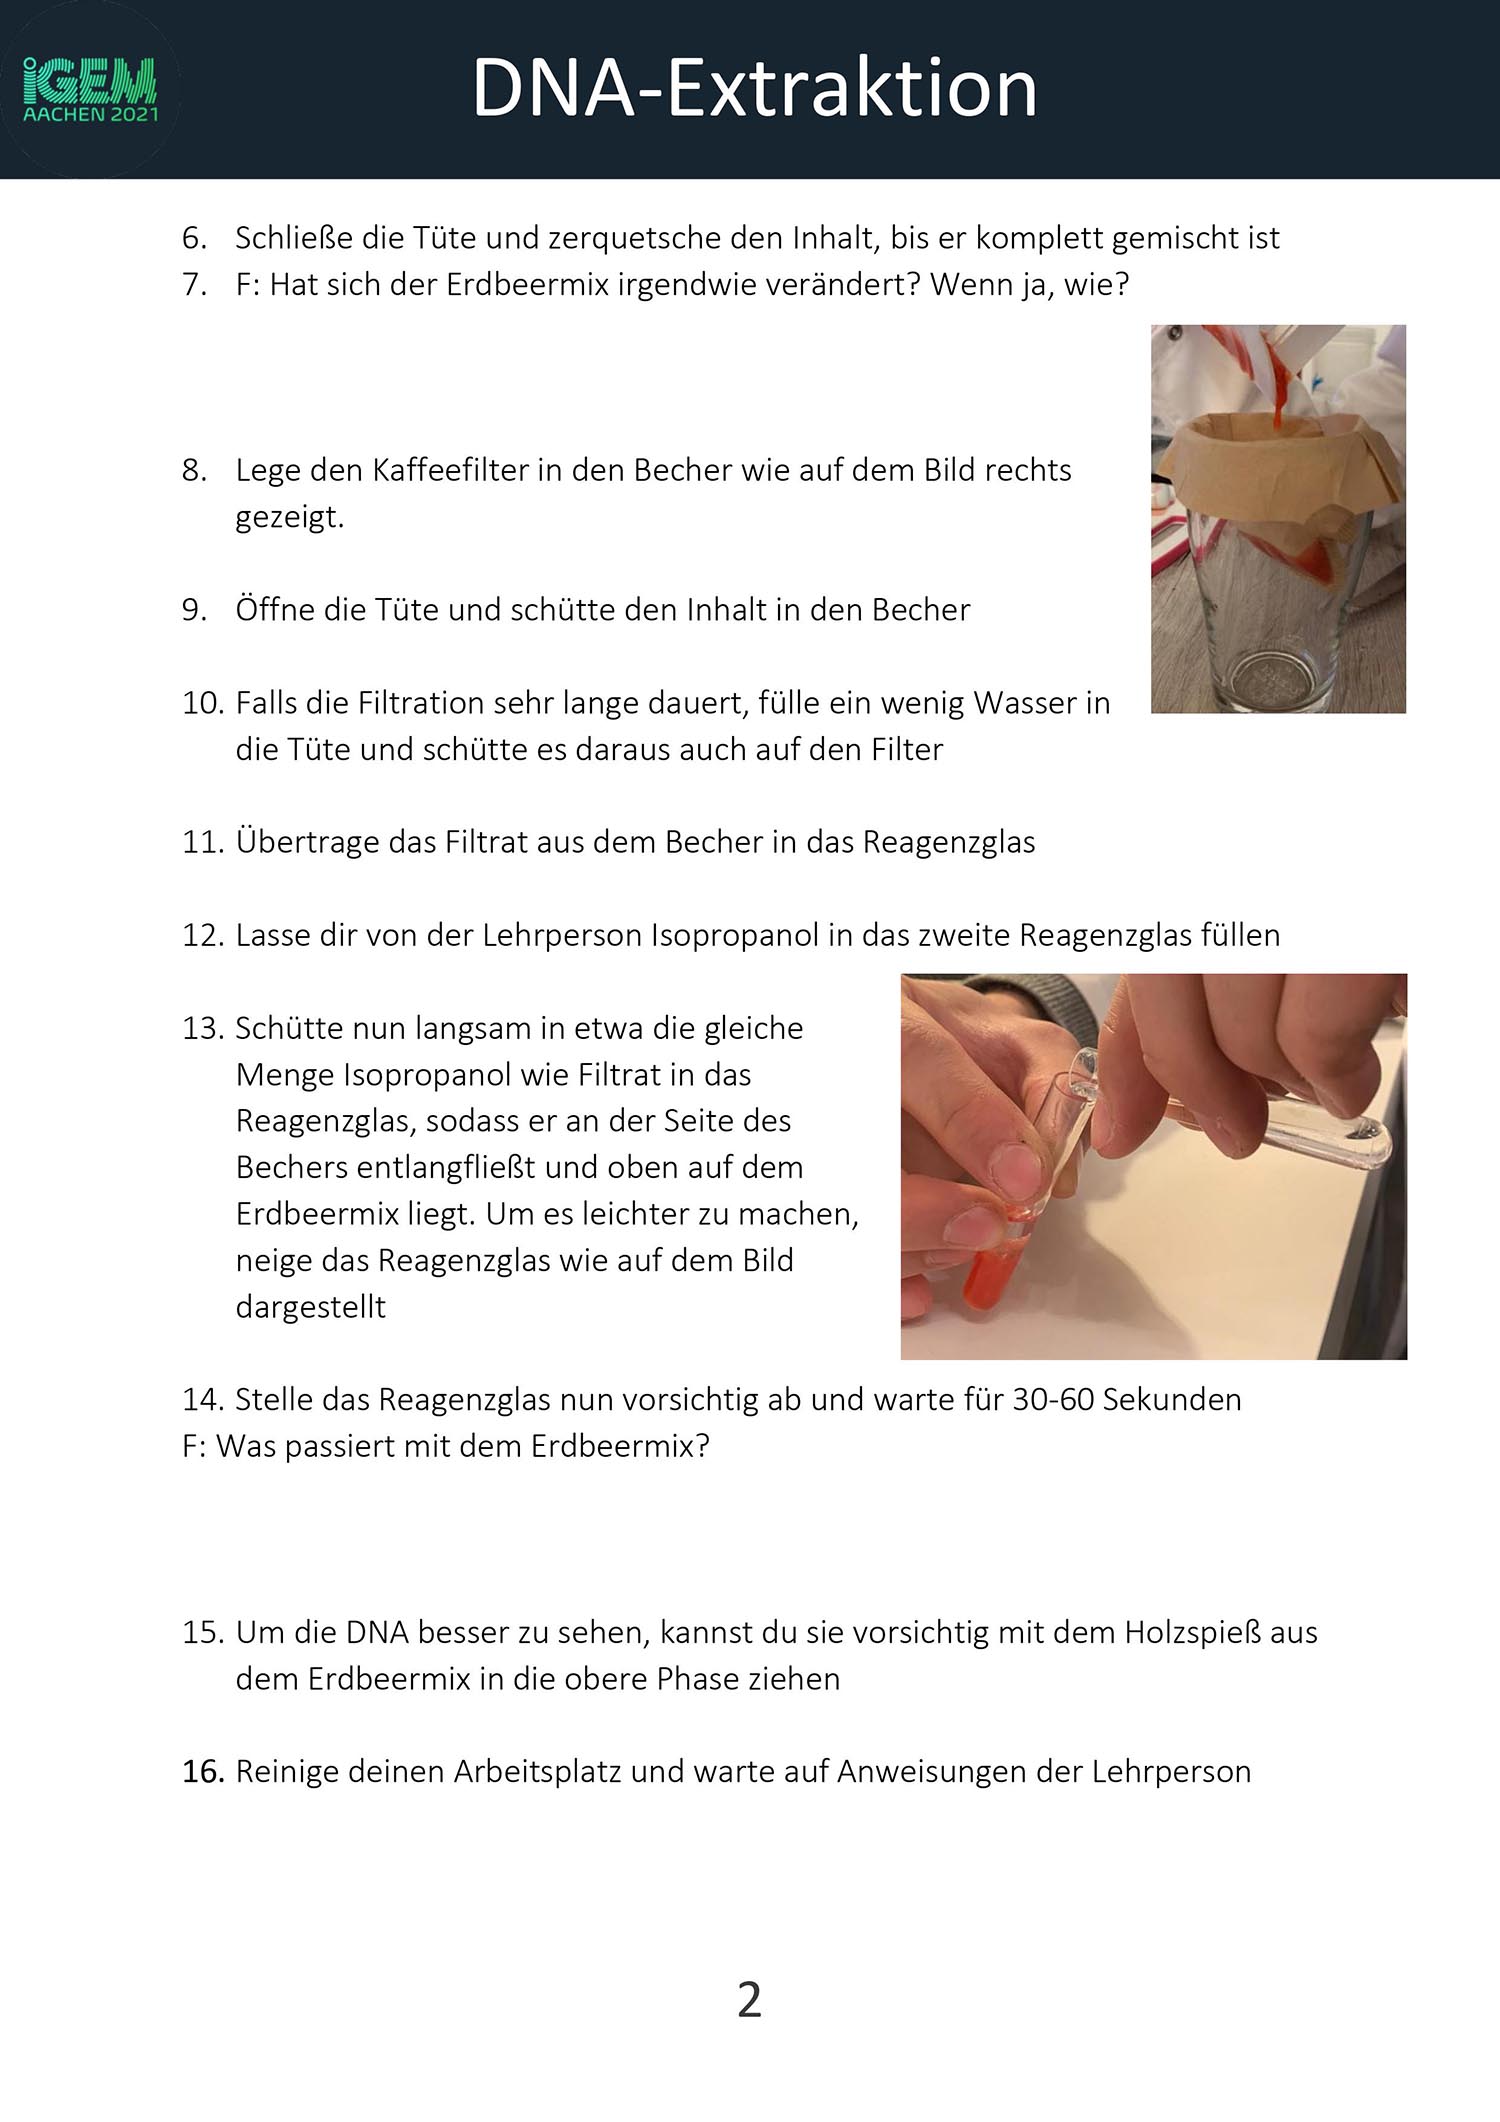 iGEM
AACHEN 2021
DNA-Extraktion
6. Schließe die Tüte und zerquetsche den Inhalt, bis er komplett gemischt ist
7. F: Hat sich der Erdbeermix irgendwie verändert? Wenn ja, wie?
8. Lege den Kaffeefilter in den Becher wie auf dem Bild rechts
gezeigt.
9. Öffne die Tüte und schütte den Inhalt in den Becher
10. Falls die Filtration sehr lange dauert, fülle ein wenig Wasser in
die Tüte und schütte es daraus auch auf den Filter
11. Übertrage das Filtrat aus dem Becher in das Reagenzglas
12. Lasse dir von der Lehrperson Isopropanol in das zweite Reagenzglas füllen
13. Schütte nun langsam in etwa die gleiche
Menge Isopropanol wie Filtrat in das
Reagenzglas, sodass er an der Seite des
Bechers entlangfließt und oben auf dem
Erdbeermix liegt. Um es leichter zu machen,
neige das Reagenzglas wie auf dem Bild
dargestellt
14. Stelle das Reagenzglas nun vorsichtig ab und warte für 30-60 Sekunden
F: Was passiert mit dem Erdbeermix?
15. Um die DNA besser zu sehen, kannst du sie vorsichtig mit dem Holzspieß aus
dem Erdbeermix in die obere Phase ziehen
16. Reinige deinen Arbeitsplatz und warte auf Anweisungen der Lehrperson
2